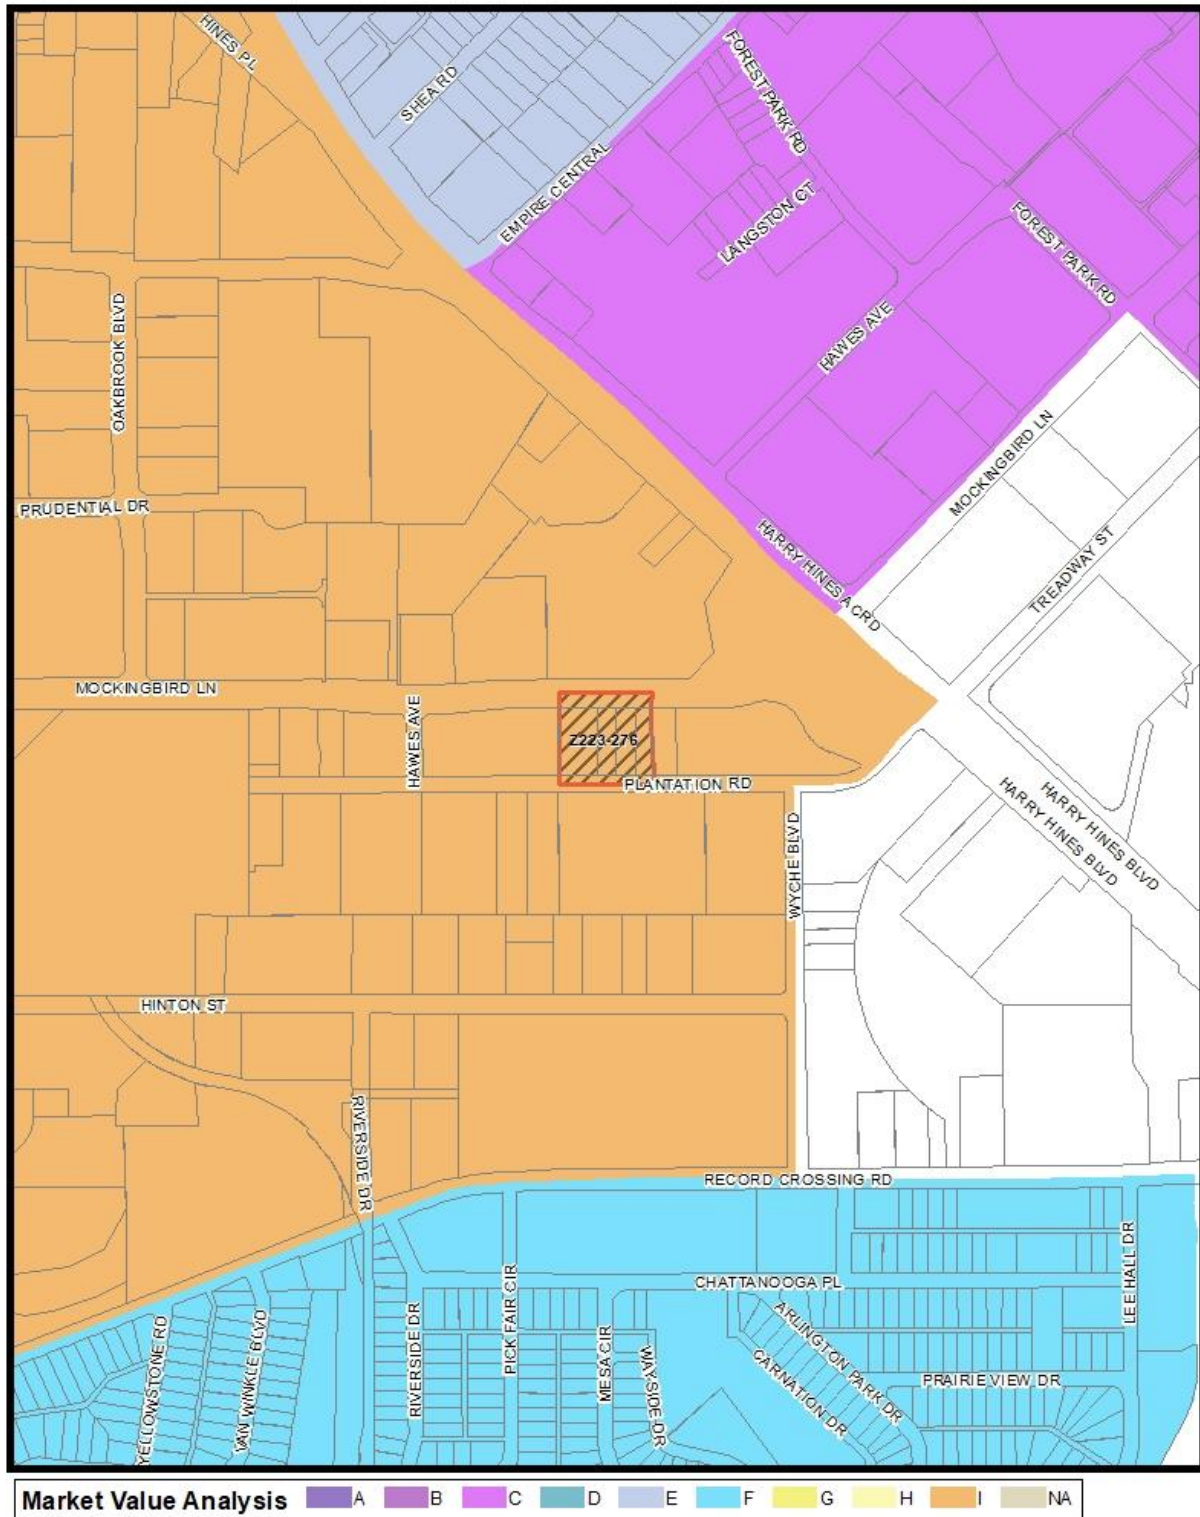 HINES PL
SHEA RD
FOREST PARK RD
EMPIRE CENTRAL
LANGSTON CT
FOREST PARK RD
OAKBROOK BLVD
HAWES AVE
MOCKINGBIRD LN
PRUDENTIAL DR
HARRY HINES A CRD
TREADWAY ST
MOCKINGBIRD LN
HAWES AVE
Z223-276
PLANTATION RD
HARRY HINES BLVD
HARRY HINES BLVD
WYCHE BLVD
HINTON ST
RIVERSIDE DR
RECORD CROSSING RD
LEE HALL DR
CHATTANOOGA PL
PICK FAIR CIR
ARLINGTON PARK DR
YELLOWSTONE RD
VAN WINKLE BLVD
RIVERSIDE DR
MESA CIR
WAYSIDE DR
CARNATION DR
PRAIRIE VIEW DR
Market Value Analysis A B C D E F G H I NA